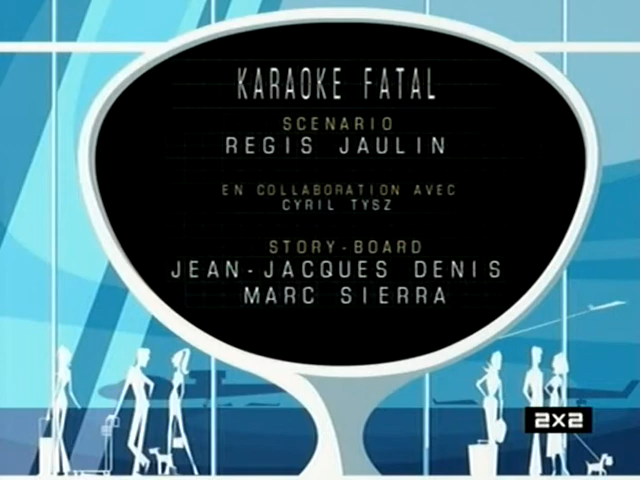 KARAOKE FATAL
SCENARIO
REGIS JAULIN
EN COLLABORATION AVEC
CYRIL TYSZ
STORY-BOARD
JEAN-JACQUES DENIS
MARC SIERRA
2X2